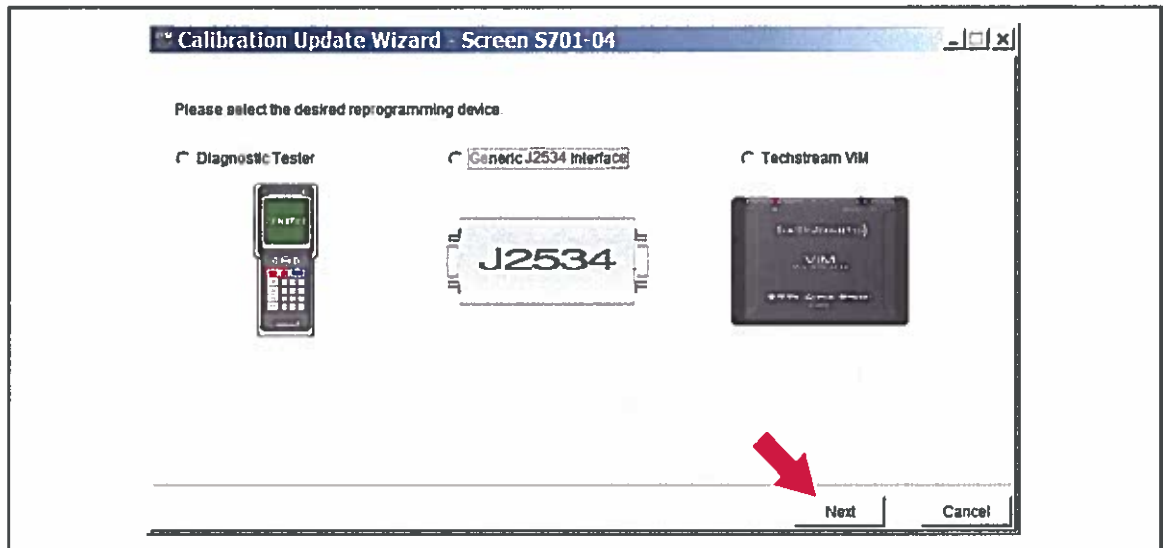 Calibration Update Wizard - Screen S701-04
Please select the desired reprogramming device.
Diagnostic Tester
Generic J2534 Interface
Techstream VIM
J2534
VIM
Next
Cancel